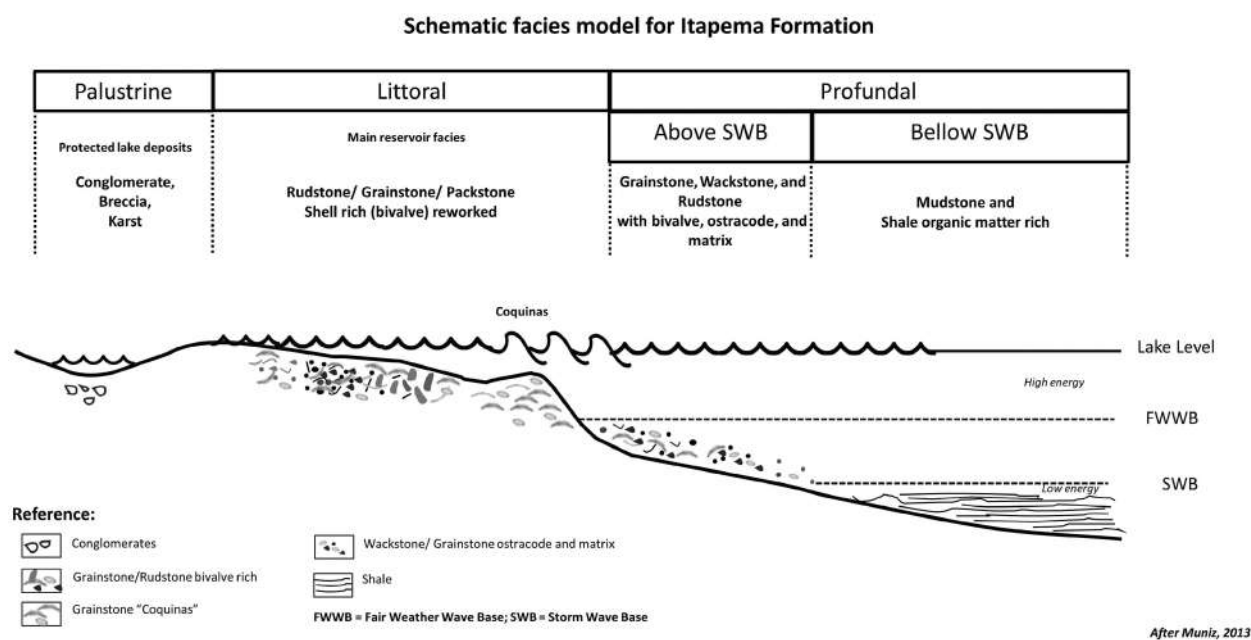 Schematic facies model for Itapema Formation
Palustrine
Littoral
Profundal
Above SWB
Bellow SWB
Protected lake deposits
Conglomerate,
Breccia,
Karst
Main reservoir facies
Rudstone/ Grainstone/ Packstone
Shell rich (bivalve) reworked
Grainstone, Wackstone, and
Rudstone
with bivalve, ostracode, and
matrix
Mudstone and
Shale organic matter rich
Coquinas
Lake Level
High energy
FWWB
SWB
Low energy
Reference:
Conglomerates
Grainstone/Rudstone bivalve rich
Grainstone "Coquinas"
Wackstone/ Grainstone ostracode and matrix
Shale
FWWB = Fair Weather Wave Base; SWB = Storm Wave Base
After Muniz, 2013